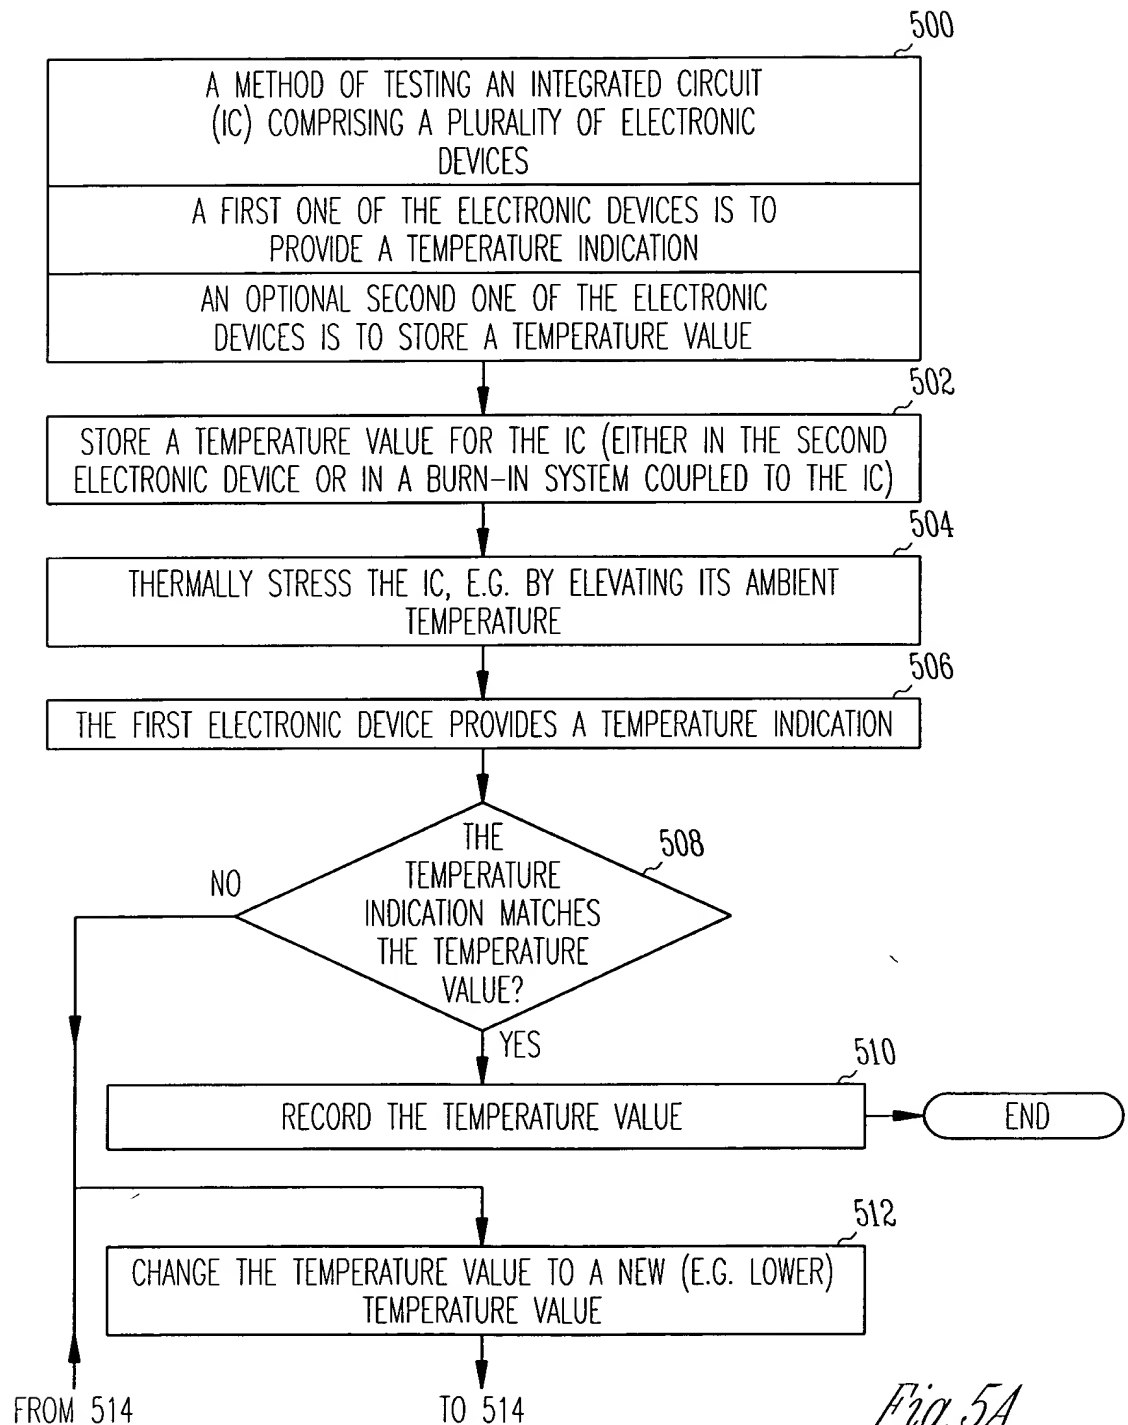 500
A METHOD OF TESTING AN INTEGRATED CIRCUIT
(IC) COMPRISING A PLURALITY OF ELECTRONIC
DEVICES
A FIRST ONE OF THE ELECTRONIC DEVICES IS TO
PROVIDE A TEMPERATURE INDICATION
AN OPTIONAL SECOND ONE OF THE ELECTRONIC
DEVICES IS TO STORE A TEMPERATURE VALUE
502
STORE A TEMPERATURE VALUE FOR THE IC (EITHER IN THE SECOND
ELECTRONIC DEVICE OR IN A BURN-IN SYSTEM COUPLED TO THE IC)
504
THERMALLY STRESS THE IC, E.G. BY ELEVATING ITS AMBIENT
TEMPERATURE
506
THE FIRST ELECTRONIC DEVICE PROVIDES A TEMPERATURE INDICATION
508
THE
TEMPERATURE
INDICATION MATCHES
THE TEMPERATURE
VALUE?
NO
YES
510
RECORD THE TEMPERATURE VALUE
END
512
CHANGE THE TEMPERATURE VALUE TO A NEW (E.G. LOWER)
TEMPERATURE VALUE
FROM 514
TO 514
Fig. 5A